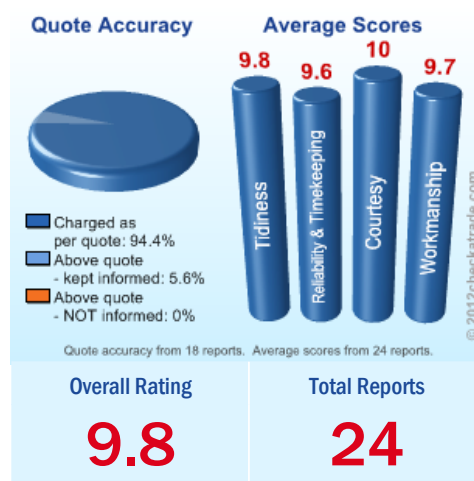 Quote Accuracy
Average Scores
9.8
9.6
10
9.7
Tidiness
Reliability & Timekeeping
Courtesy
Workmanship
Charged as
per quote: 94.4%
Above quote
- kept informed: 5.6%
Above quote
- NOT informed: 0%
© 2012checkatrade.com
Quote accuracy from 18 reports. Average scores from 24 reports.
Overall Rating
9.8
Total Reports
24